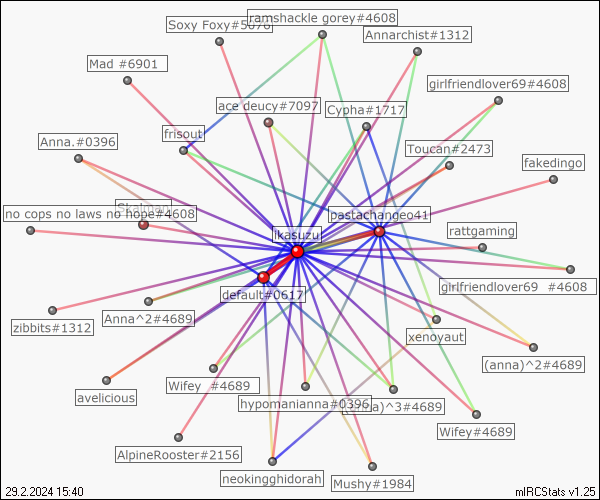 Soxy Foxy#5076
ramshackle gorey#4608
Annarchist#1312
Mad #6901
girlfriendlover69#4608
ace deucy#7097
Cypha#1717
frisout
Anna.#0396
Toucan#2473
fakedingo
no cops no laws no hope#4608
pastachangeo41
ikasuzu
rattgaming
default#0617
girlfriendlover69 #4608
Anna^2#4689
zibbits#1312
xenoyaut
(anna)^2#4689
Wifey #4689
avelicious
hypomanianna#0396
)^3#4689
Wifey#4689
AlpineRooster#2156
neokingghidorah
Mushy#1984
29.2.2024 15:40
mIRCStats v1.25